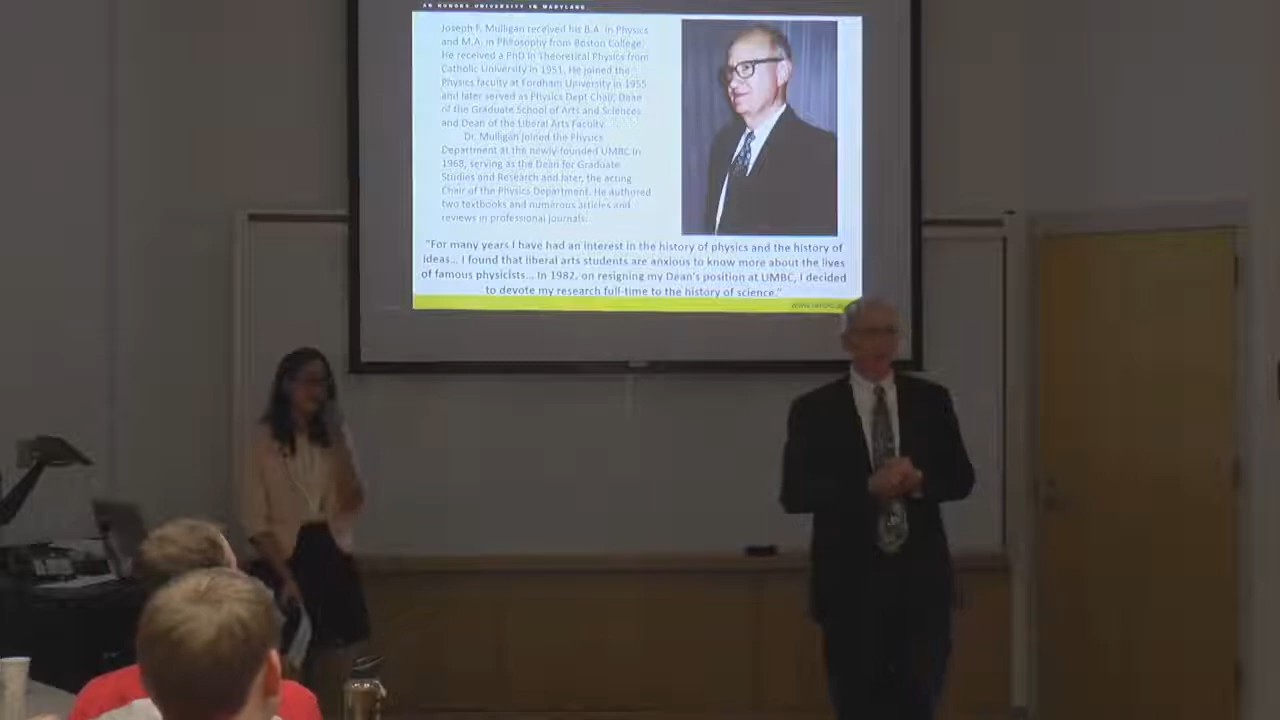 AN HONORS UNIVERSITY IN MARYLAND
Joseph F. Mulligan received his B.A. in Physics
and M.A. in Philosophy from Boston College.
He received a PhD in Theoretical Physics from
Catholic University in 1951. He joined the
Physics faculty at Fordham University in 1955
and later served as Physics Dept Chair, Dean
of the Graduate School of Arts and Sciences
and Dean of the Liberal Arts Faculty.
Dr. Mulligan joined the Physics
Department at the newly-founded UMBC in
1968, serving as the Dean for Graduate
Studies and Research and later, the acting
Chair of the Physics Department. He authored
two textbooks and numerous articles and
reviews in professional journals.
"For many years I have had an interest in the history of physics and the history of
ideas... I found that liberal arts students are anxious to know more about the lives
of famous physicists... In 1982, on resigning my Dean's position at UMBC, I decided
to devote my research full-time to the history of science."